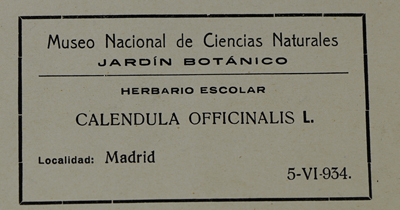 Museo Nacional de Ciencias Naturales
JARDÍN BOTÁNICO
HERBARIO ESCOLAR
CALENDULA OFFICINALIS L.
Localidad: Madrid
5-VI-934.